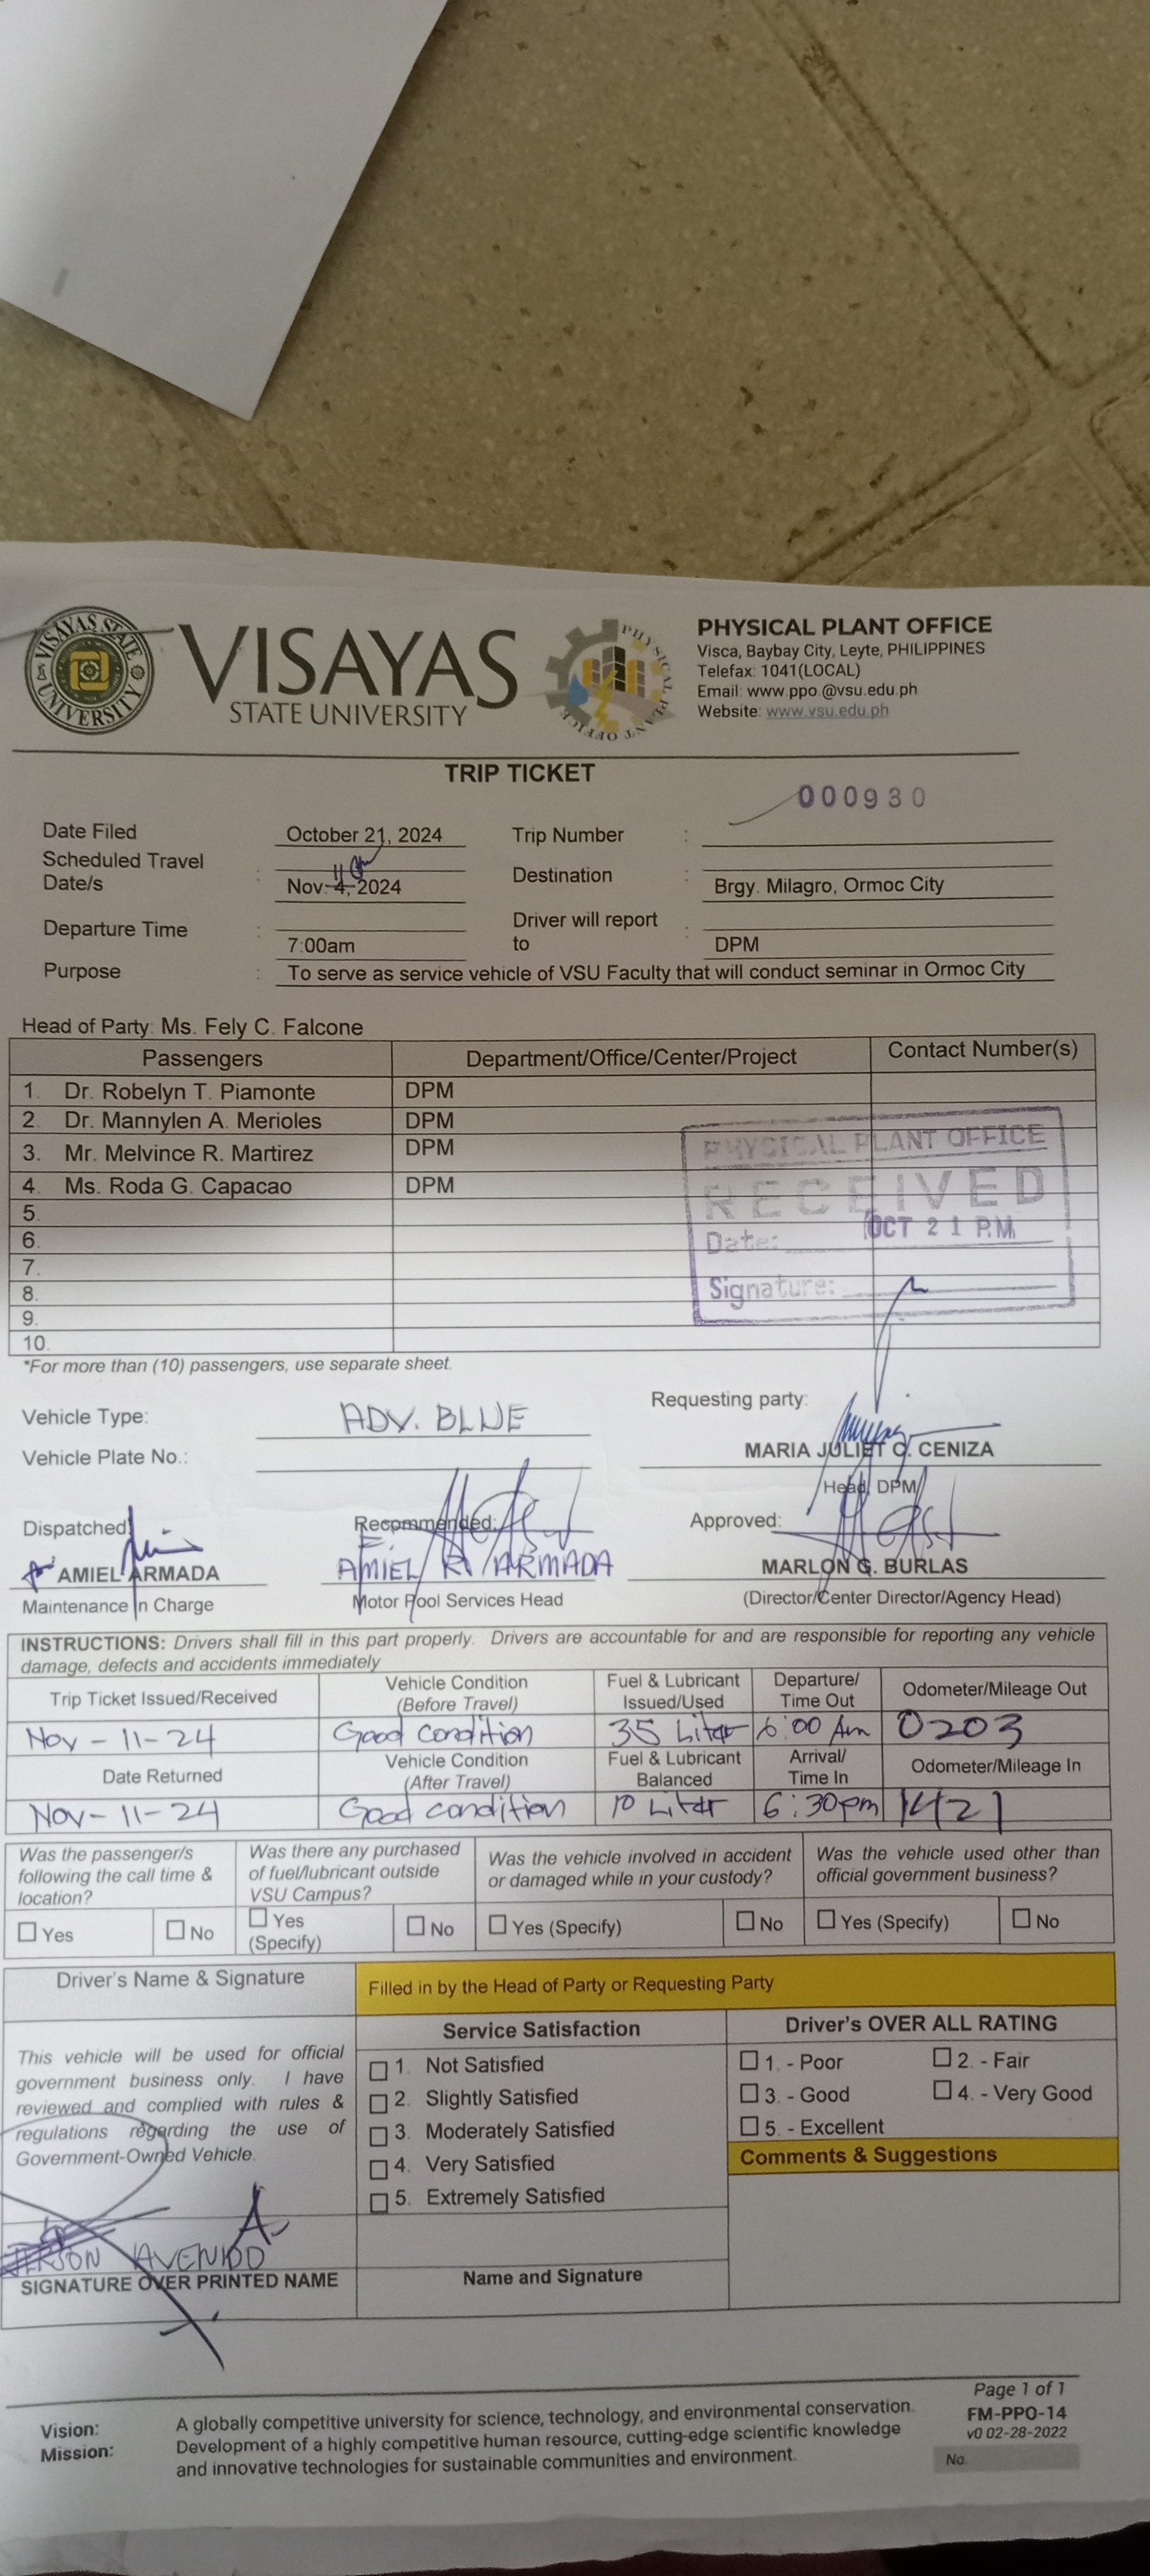 VISAYAS STATE UNIVERSITY
VISAYAS
STATE UNIVERSITY
PHYSICAL PLANT OFFICE
PHYSICAL PLANT OFFICE
Visca, Baybay City, Leyte, PHILIPPINES
Telefax: 1041(LOCAL)
Email: www.ppo.@vsu.edu.ph
Website: www.vsu.edu.ph
TRIP TICKET
000930
Date Filed October 21, 2024 Trip Number :
Scheduled Travel Date/s : Nov. 4, 2024 11 Destination : Brgy. Milagro, Ormoc City
Departure Time : 7:00am Driver will report to : DPM
Purpose : To serve as service vehicle of VSU Faculty that will conduct seminar in Ormoc City
Head of Party: Ms. Fely C. Falcone
Passengers Department/Office/Center/Project Contact Number(s)
1. Dr. Robelyn T. Piamonte DPM
2. Dr. Mannylen A. Merioles DPM
3. Mr. Melvince R. Martirez DPM
4. Ms. Roda G. Capacao DPM
5.
6.
7.
8.
9.
10.
PHYSICAL PLANT OFFICE
RECEIVED
Date: OCT 21 P.M.
Signature:
*For more than (10) passengers, use separate sheet.
Vehicle Type: ADV. BLUE Requesting party:
Vehicle Plate No.: MARIA JULIET C. CENIZA
Head, DPM
Dispatched: Recommended: Approved:
AMIEL ARMADA AMIEL R. ARMADA MARLON G. BURLAS
Maintenance In Charge Motor Pool Services Head (Director/Center Director/Agency Head)
INSTRUCTIONS: Drivers shall fill in this part properly. Drivers are accountable for and are responsible for reporting any vehicle
damage, defects and accidents immediately
Trip Ticket Issued/Received Vehicle Condition (Before Travel) Fuel & Lubricant Issued/Used Departure/ Time Out Odometer/Mileage Out
Nov - 11-24 Good condition 35 Liter 6:00 Am 0203
Date Returned Vehicle Condition (After Travel) Fuel & Lubricant Balanced Arrival/ Time In Odometer/Mileage In
Nov- 11-24 Good condition 10 Liter 6:30pm 1421
Was the passenger/s following the call time & location? Was there any purchased of fuel/lubricant outside VSU Campus? Was the vehicle involved in accident or damaged while in your custody? Was the vehicle used other than official government business?
Yes No Yes (Specify) No Yes (Specify) No Yes (Specify) No
Driver's Name & Signature Filled in by the Head of Party or Requesting Party
Service Satisfaction Driver's OVER ALL RATING
This vehicle will be used for official
government business only. I have
reviewed and complied with rules &
regulations regarding the use of
Government-Owned Vehicle.
1. Not Satisfied
2. Slightly Satisfied
3. Moderately Satisfied
4. Very Satisfied
5. Extremely Satisfied
1. - Poor 2. - Fair
3. - Good 4. - Very Good
5. - Excellent
Comments & Suggestions
AVENIDO
SIGNATURE OVER PRINTED NAME Name and Signature
Page 1 of 1
FM-PPO-14
v0 02-28-2022
No.
Vision: A globally competitive university for science, technology, and environmental conservation.
Mission: Development of a highly competitive human resource, cutting-edge scientific knowledge
and innovative technologies for sustainable communities and environment.